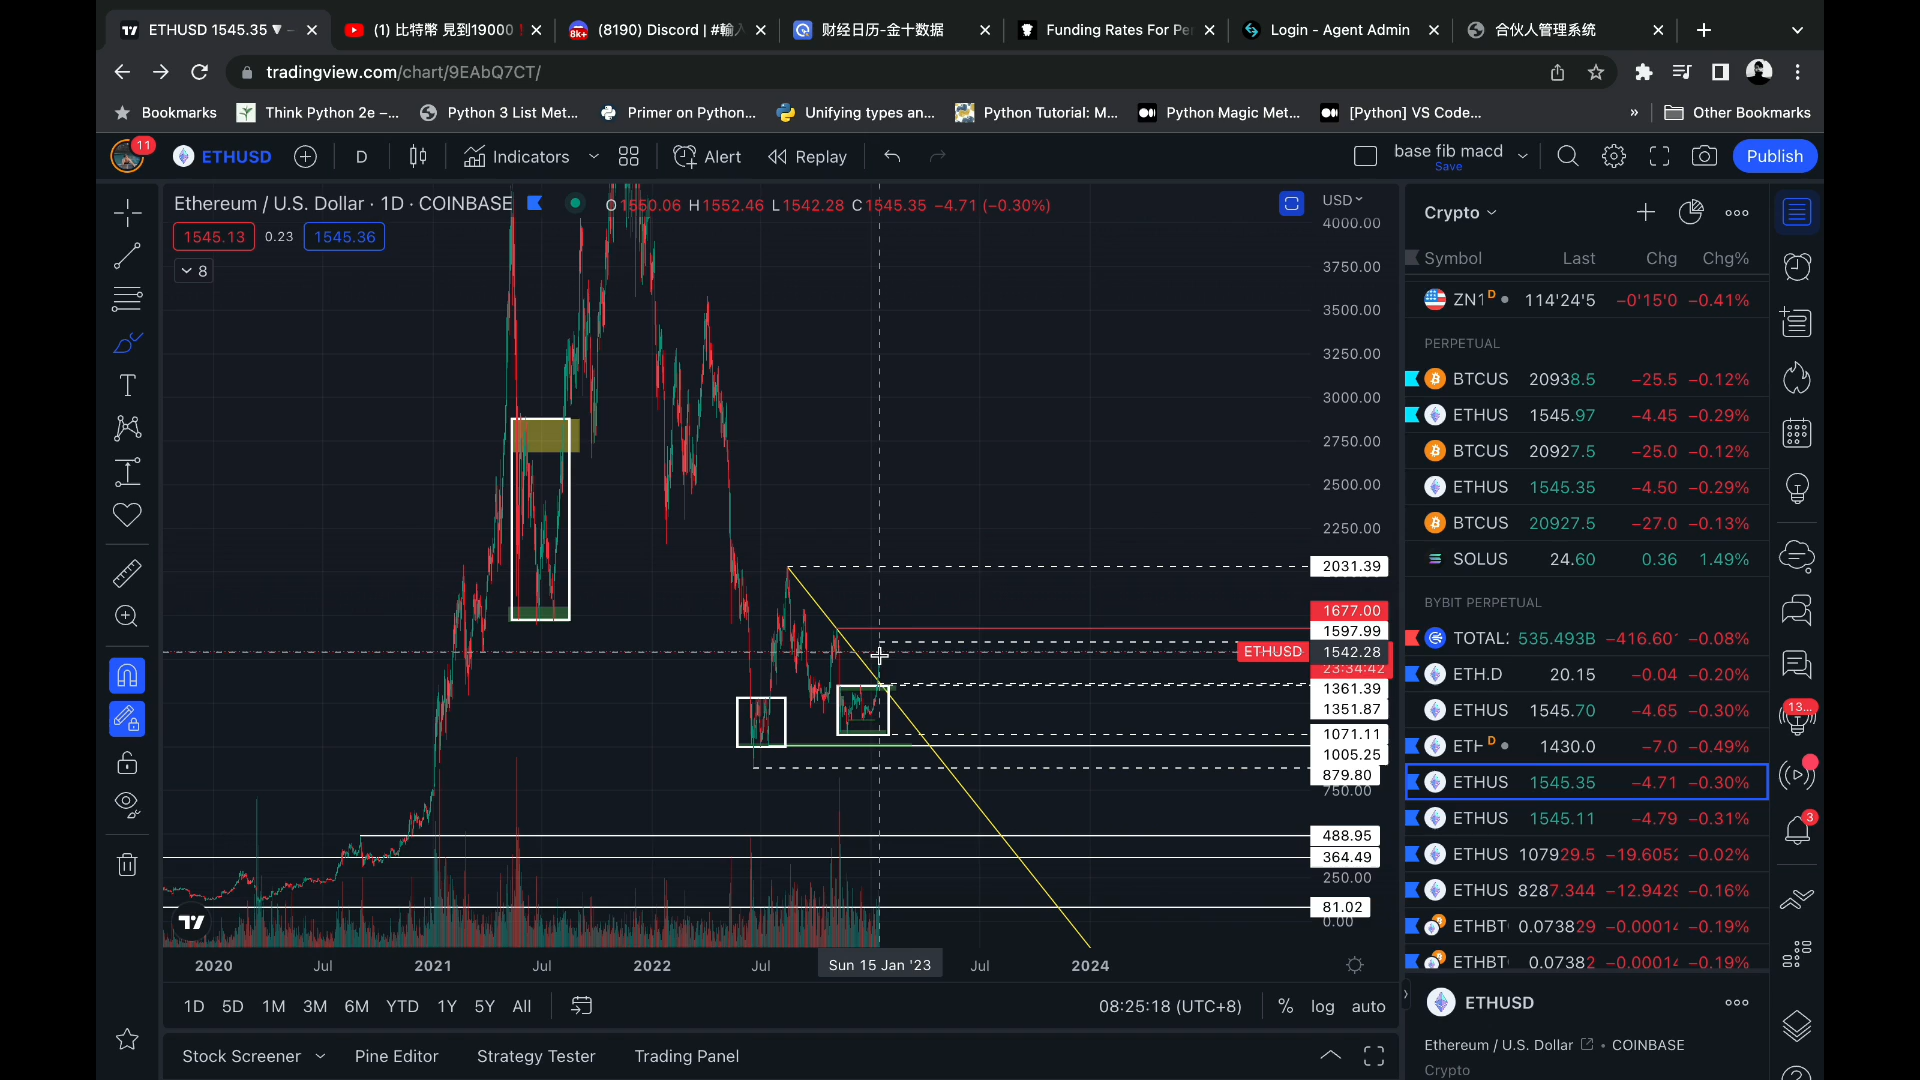 ETHUSD 1545.35 ▼ −
(1) 比特幣 見到19000
(8190) Discord | #輸入
财经日历-金十数据
Funding Rates For Pe
Login - Agent Admin
合伙人管理系统
tradingview.com/chart/9EAbQ7CT/
Bookmarks
Think Python 2e –...
Python 3 List Met...
Primer on Python...
Unifying types an...
Python Tutorial: M...
Python Magic Met...
[Python] VS Code...
»
Other Bookmarks
11
ETHUSD
D
Indicators
Alert
Replay
base fib macd
Save
Publish
Ethereum / U.S. Dollar · 1D · COINBASE
O1550.06 H1552.46 L1542.28 C1545.35 −4.71 (−0.30%)
1545.13
0.23
1545.36
8
USD
4000.00
3750.00
3500.00
3250.00
3000.00
2750.00
2500.00
2250.00
2031.39
1677.00
1597.99
ETHUSD
1542.28
23:34:42
1361.39
1351.87
1071.11
1005.25
879.80
750.00
488.95
364.49
250.00
81.02
0.00
2020
Jul
2021
Jul
2022
Jul
Sun 15 Jan '23
Jul
2024
1D 5D 1M 3M 6M YTD 1Y 5Y All
08:25:18 (UTC+8)
% log auto
Stock Screener
Pine Editor
Strategy Tester
Trading Panel
Crypto
Symbol Last Chg Chg%
ZN1 D 114'24'5 −0'15'0 −0.41%
PERPETUAL
BTCUS 20938.5 −25.5 −0.12%
ETHUS 1545.97 −4.45 −0.29%
BTCUS 20927.5 −25.0 −0.12%
ETHUS 1545.35 −4.50 −0.29%
BTCUS 20927.5 −27.0 −0.13%
SOLUS 24.60 0.36 1.49%
BYBIT PERPETUAL
TOTAL2 535.493B −416.601 −0.08%
ETH.D 20.15 −0.04 −0.20%
ETHUS 1545.70 −4.65 −0.30%
ETH D 1430.0 −7.0 −0.49%
ETHUS 1545.35 −4.71 −0.30%
ETHUS 1545.11 −4.79 −0.31%
ETHUS 107929.5 −19.6052 −0.02%
ETHUS 8287.344 −12.9429 −0.16%
ETHBT 0.073829 −0.00014 −0.19%
ETHBT 0.07382 −0.00014 −0.19%
ETHUSD
Ethereum / U.S. Dollar • COINBASE
Crypto
13...
3